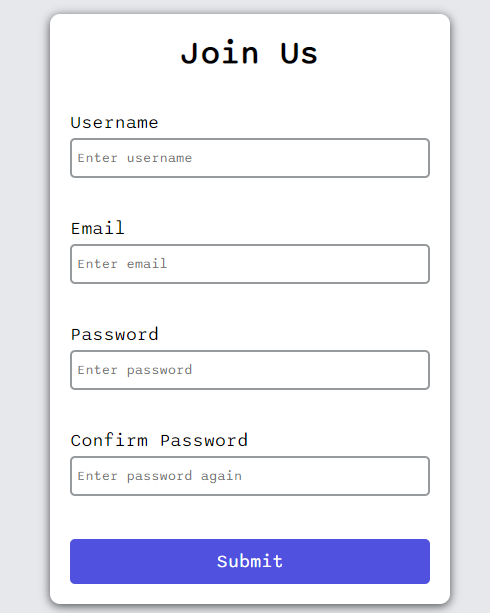 Join Us
Username
Enter username
Email
Enter email
Password
Enter password
Confirm Password
Enter password again
Submit